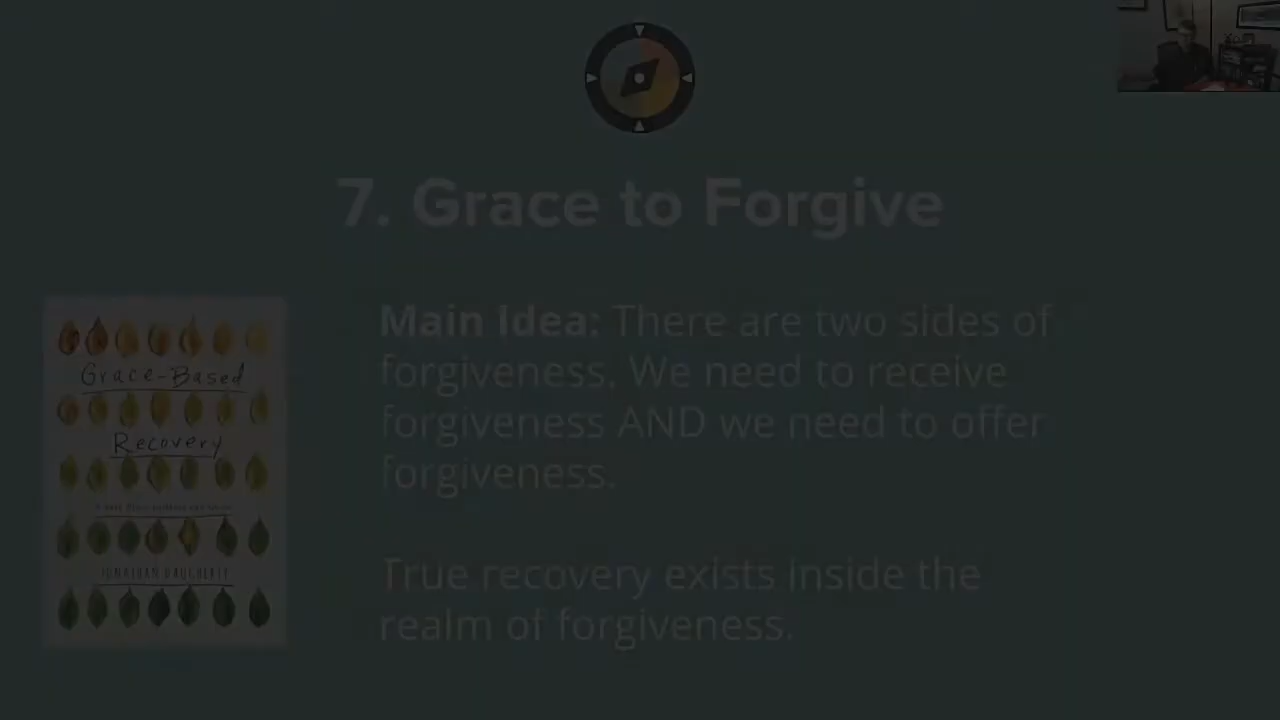 7. Grace to Forgive
Main Idea: There are two sides of
forgiveness. We need to receive
forgiveness AND we need to offer
forgiveness.
True recovery exists inside the
realm of forgiveness.
Grace-Based
Recovery
JONATHAN DAUGHERTY